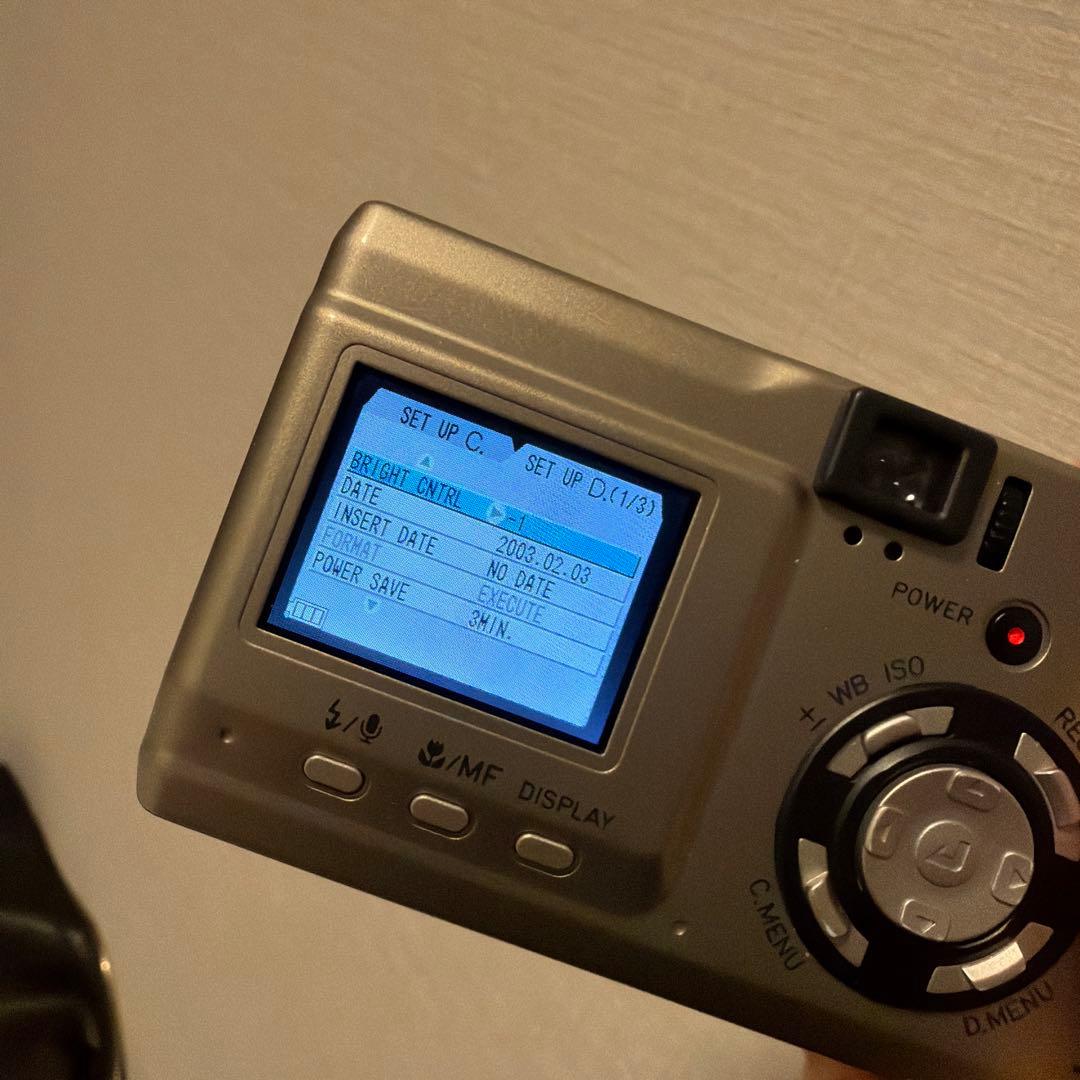 SET UP C. SET UP D.(1/3)
BRIGHT CNTRL -1
DATE 2003.02.03
INSERT DATE NO DATE
FORMAT EXECUTE
POWER SAVE 3MIN.
POWER
+/- WB ISO
/MF DISPLAY
C.MENU
D.MENU